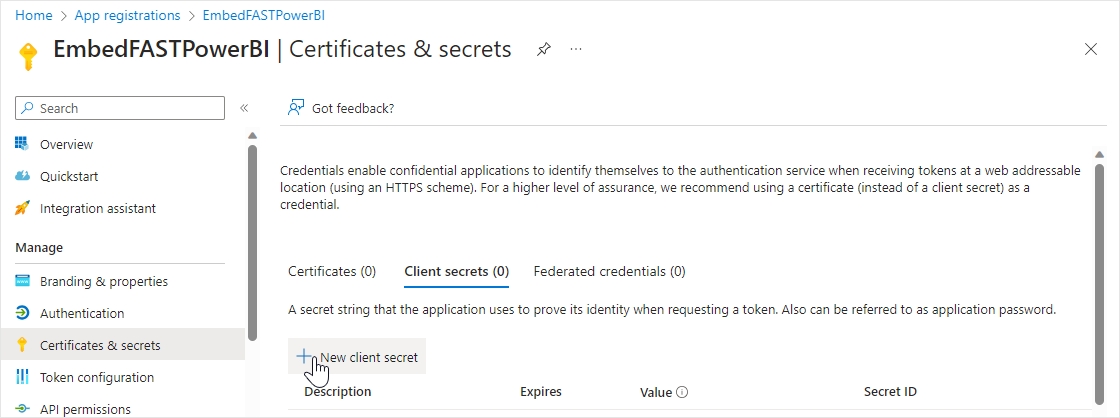 Home > App registrations > EmbedFASTPowerBI
EmbedFASTPowerBI | Certificates & secrets
Search
Overview
Quickstart
Integration assistant
Manage
Branding & properties
Authentication
Certificates & secrets
Token configuration
API permissions
Got feedback?
Credentials enable confidential applications to identify themselves to the authentication service when receiving tokens at a web addressable
location (using an HTTPS scheme). For a higher level of assurance, we recommend using a certificate (instead of a client secret) as a
credential.
Certificates (0) Client secrets (0) Federated credentials (0)
A secret string that the application uses to prove its identity when requesting a token. Also can be referred to as application password.
New client secret
Description Expires Value Secret ID